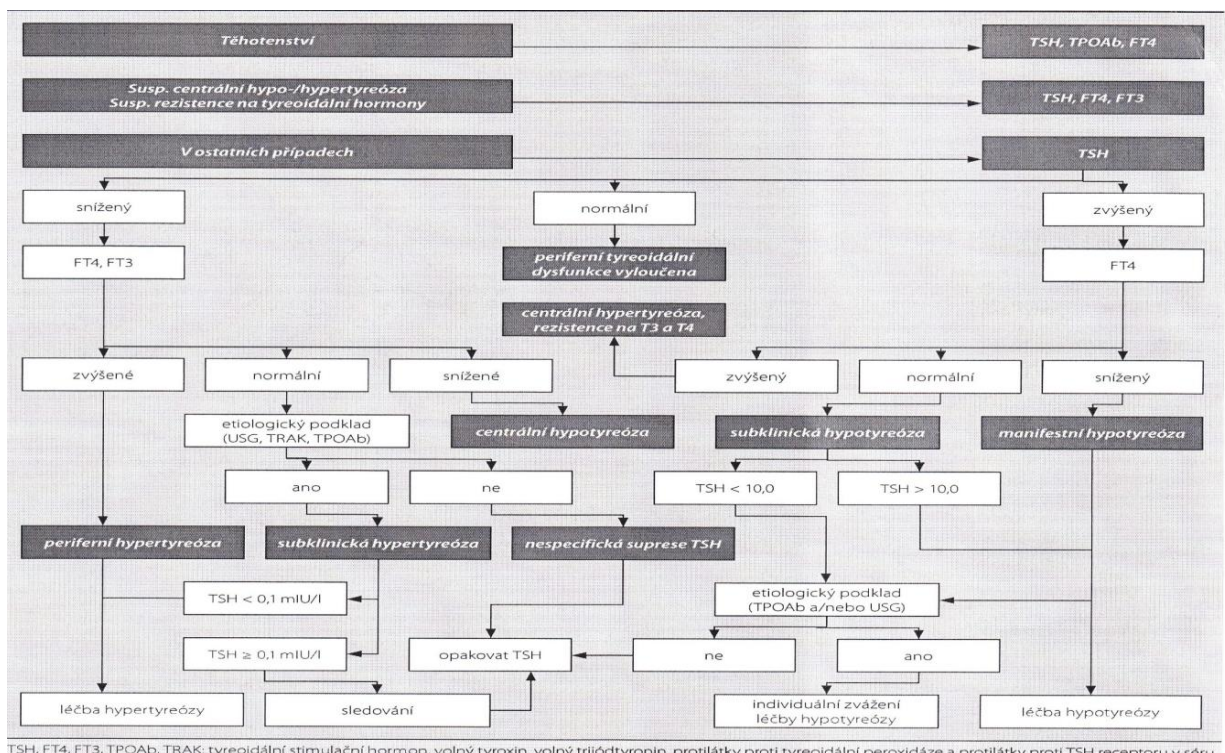 Těhotenství
TSH, TPOAb, FT4
Susp. centrální hypo-/hypertyreóza
Susp. rezistence na tyreoidální hormony
TSH, FT4, FT3
V ostatních případech
TSH
snížený
normální
zvýšený
FT4, FT3
periferní tyreoidální
dysfunkce vyloučena
FT4
centrální hypertyreóza,
rezistence na T3 a T4
zvýšené
normální
snížené
zvýšený
normální
snížený
etiologický podklad
(USG, TRAK, TPOAb)
centrální hypotyreóza
subklinická hypotyreóza
manifestní hypotyreóza
ano
ne
TSH < 10,0
TSH > 10,0
periferní hypertyreóza
subklinická hypertyreóza
nespecifická suprese TSH
TSH < 0,1 mIU/l
etiologický podklad
(TPOAb a/nebo USG)
TSH ≥ 0,1 mIU/l
opakovat TSH
ne
ano
léčba hypertyreózy
sledování
individuální zvážení
léčby hypotyreózy
léčba hypotyreózy
TSH, FT4, FT3, TPOAb, TRAK: tyreoidální stimulační hormon, volný tyroxin, volný trijódtyronin, protilátky proti tyreoidální peroxidáze a protilátky proti TSH receptoru v séru